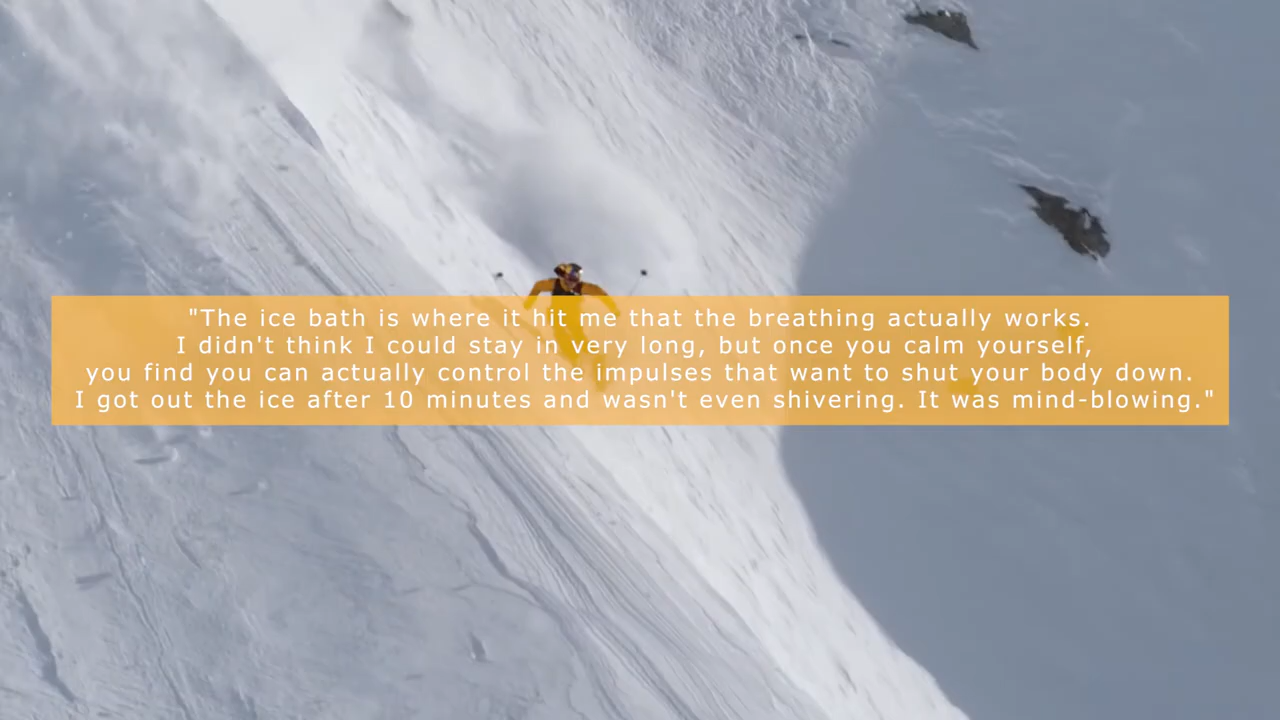 "The ice bath is where it hit me that the breathing actually works.
I didn't think I could stay in very long, but once you calm yourself,
you find you can actually control the impulses that want to shut your body down.
I got out the ice after 10 minutes and wasn't even shivering. It was mind-blowing."